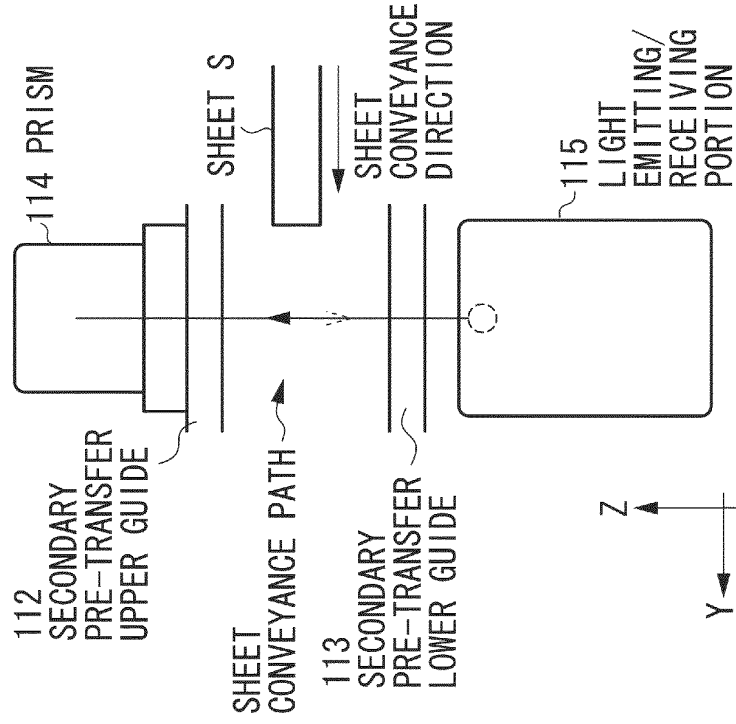 112
SECONDARY
PRE-TRANSFER
UPPER GUIDE
114 PRISM
SHEET S
SHEET
CONVEYANCE PATH
SHEET
CONVEYANCE
DIRECTION
113
SECONDARY
PRE-TRANSFER
LOWER GUIDE
115
LIGHT
EMITTING/
RECEIVING
PORTION
Z
Y